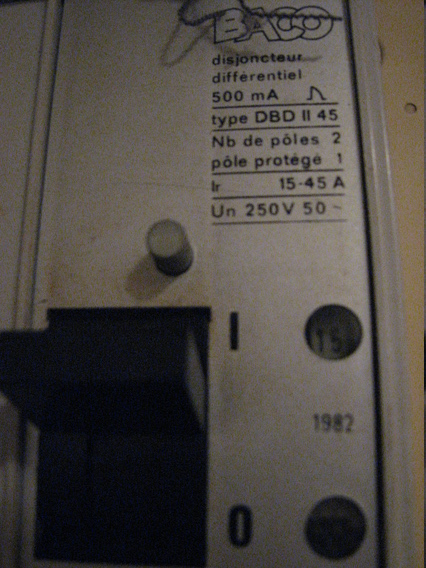 BACO
disjoncteur
différentiel
500 mA
type DBD II 45
Nb de pôles 2
pôle protégé 1
Ir 15-45 A
Un 250V 50 ~
I
15
1982
O